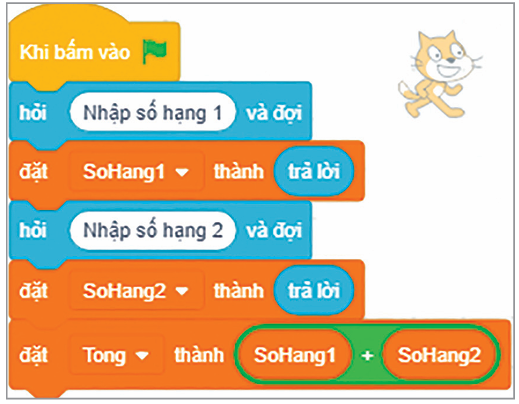 Khi bấm vào
hỏi Nhập số hạng 1 và đợi
đặt SoHang1 thành trả lời
hỏi Nhập số hạng 2 và đợi
đặt SoHang2 thành trả lời
đặt Tong thành SoHang1 + SoHang2